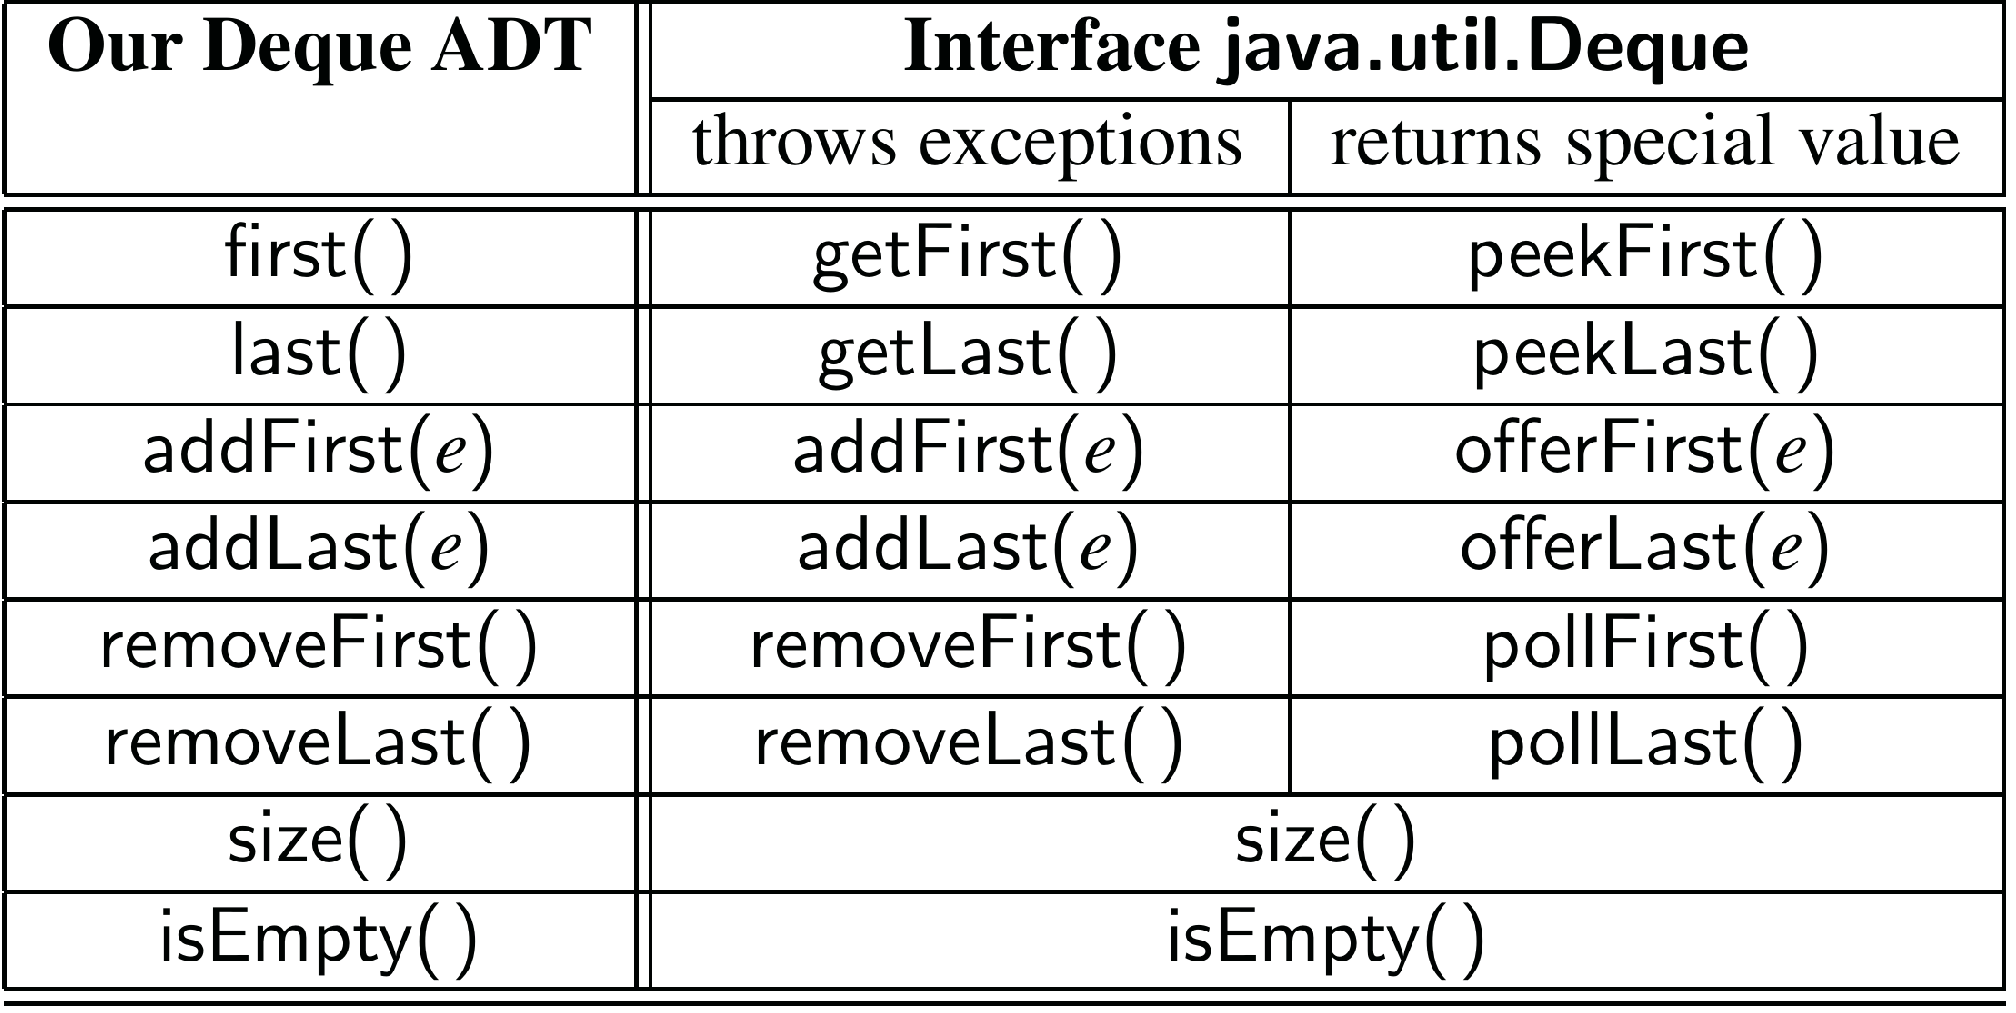 Our Deque ADT Interface java.util.Deque
throws exceptions returns special value
first( ) getFirst( ) peekFirst( )
last( ) getLast( ) peekLast( )
addFirst(e) addFirst(e) offerFirst(e)
addLast(e) addLast(e) offerLast(e)
removeFirst( ) removeFirst( ) pollFirst( )
removeLast( ) removeLast( ) pollLast( )
size( ) size( )
isEmpty( ) isEmpty( )